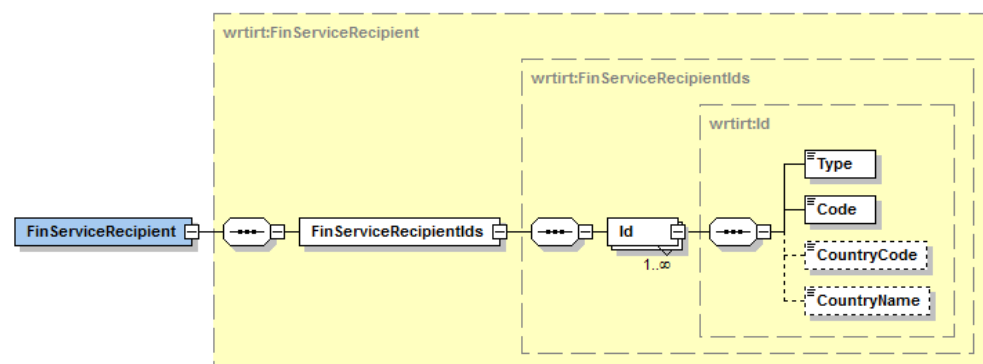 wrtirt:FinServiceRecipient
wrtirt:FinServiceRecipientIds
wrtirt:Id
Type
FinServiceRecipient
FinServiceRecipientIds
Id
1..∞
Code
CountryCode
CountryName